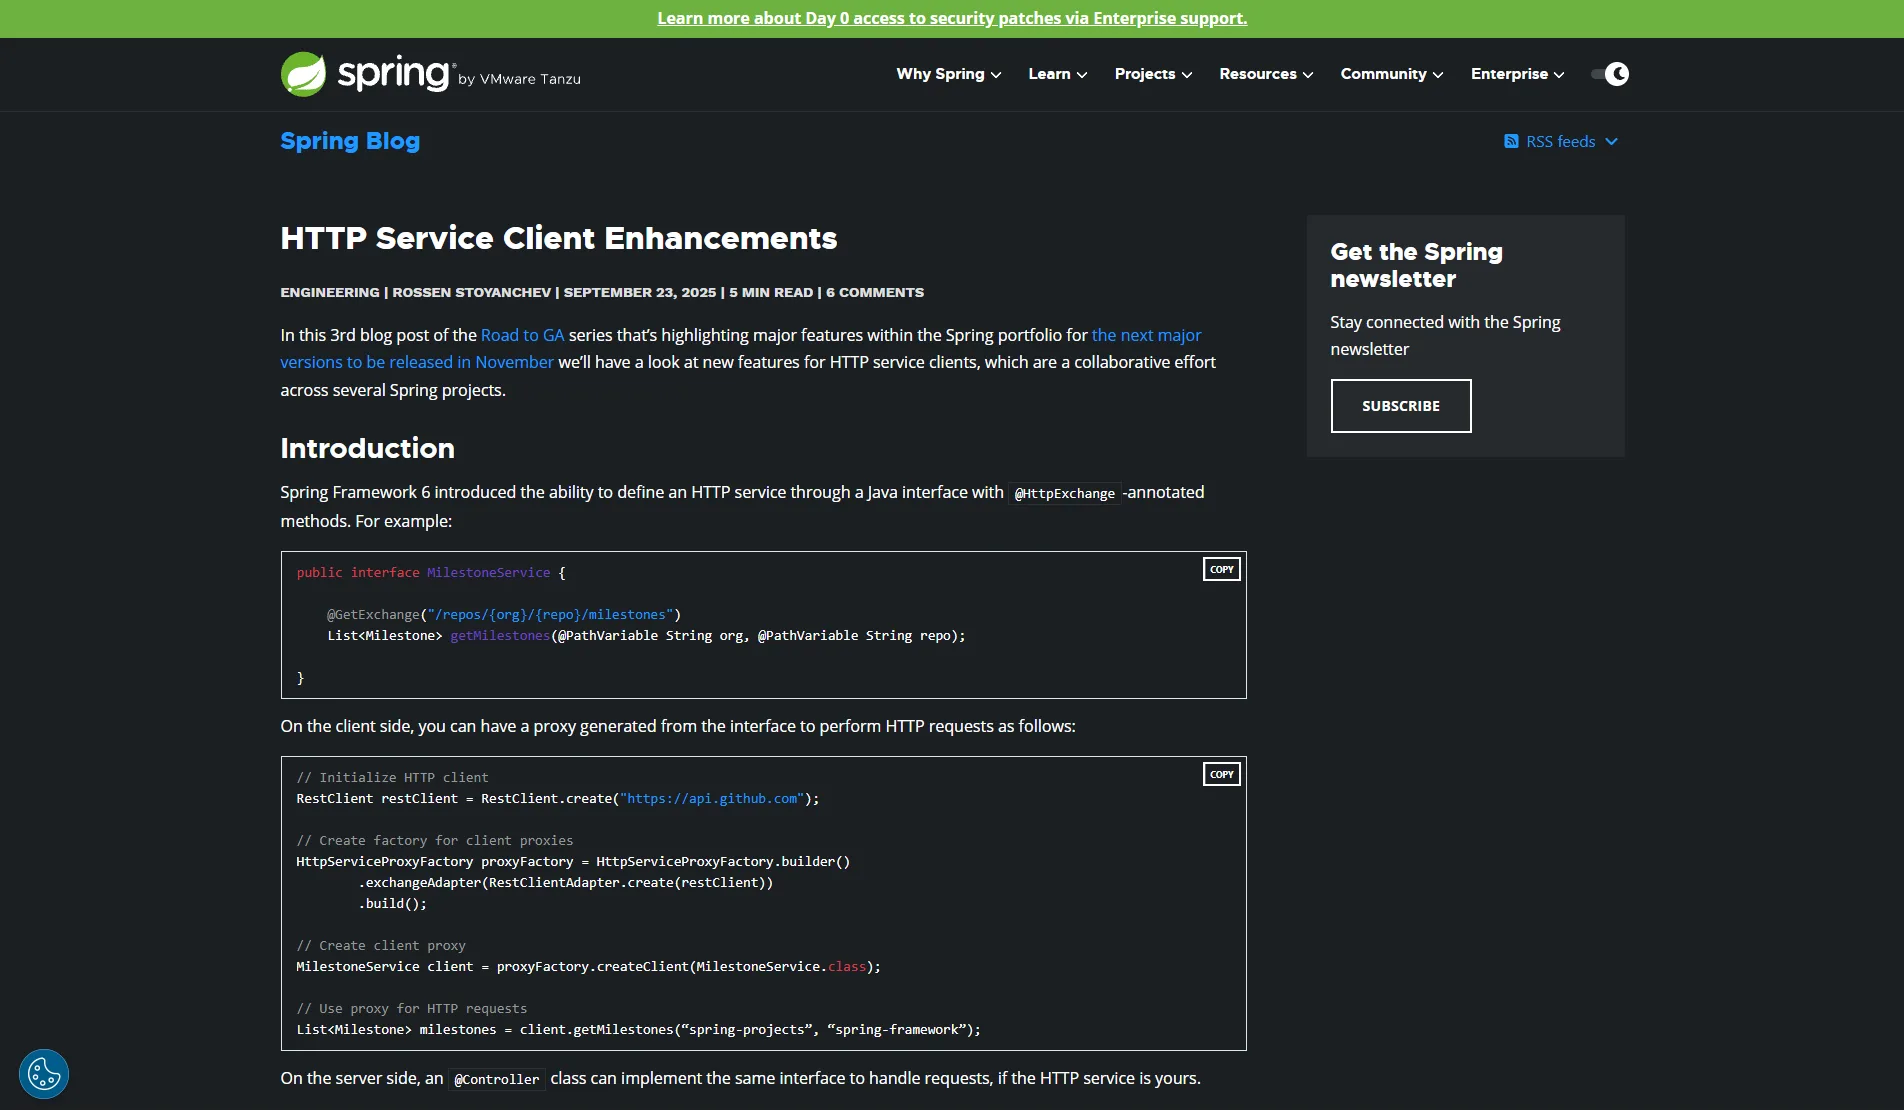 Learn more about Day 0 access to security patches via Enterprise support.
spring® by VMware Tanzu
Why Spring
Learn
Projects
Resources
Community
Enterprise
Spring Blog
RSS feeds
HTTP Service Client Enhancements
ENGINEERING | ROSSEN STOYANCHEV | SEPTEMBER 23, 2025 | 5 MIN READ | 6 COMMENTS
In this 3rd blog post of the Road to GA series that’s highlighting major features within the Spring portfolio for the next major
versions to be released in November we’ll have a look at new features for HTTP service clients, which are a collaborative effort
across several Spring projects.
Introduction
Spring Framework 6 introduced the ability to define an HTTP service through a Java interface with @HttpExchange-annotated
methods. For example:
COPY
public interface MilestoneService {
@GetExchange("/repos/{org}/{repo}/milestones")
List<Milestone> getMilestones(@PathVariable String org, @PathVariable String repo);
}
On the client side, you can have a proxy generated from the interface to perform HTTP requests as follows:
COPY
// Initialize HTTP client
RestClient restClient = RestClient.create("https://api.github.com");
// Create factory for client proxies
HttpServiceProxyFactory proxyFactory = HttpServiceProxyFactory.builder()
.exchangeAdapter(RestClientAdapter.create(restClient))
.build();
// Create client proxy
MilestoneService client = proxyFactory.createClient(MilestoneService.class);
// Use proxy for HTTP requests
List<Milestone> milestones = client.getMilestones(“spring-projects”, “spring-framework”);
On the server side, an @Controller class can implement the same interface to handle requests, if the HTTP service is yours.
Get the Spring
newsletter
Stay connected with the Spring
newsletter
SUBSCRIBE